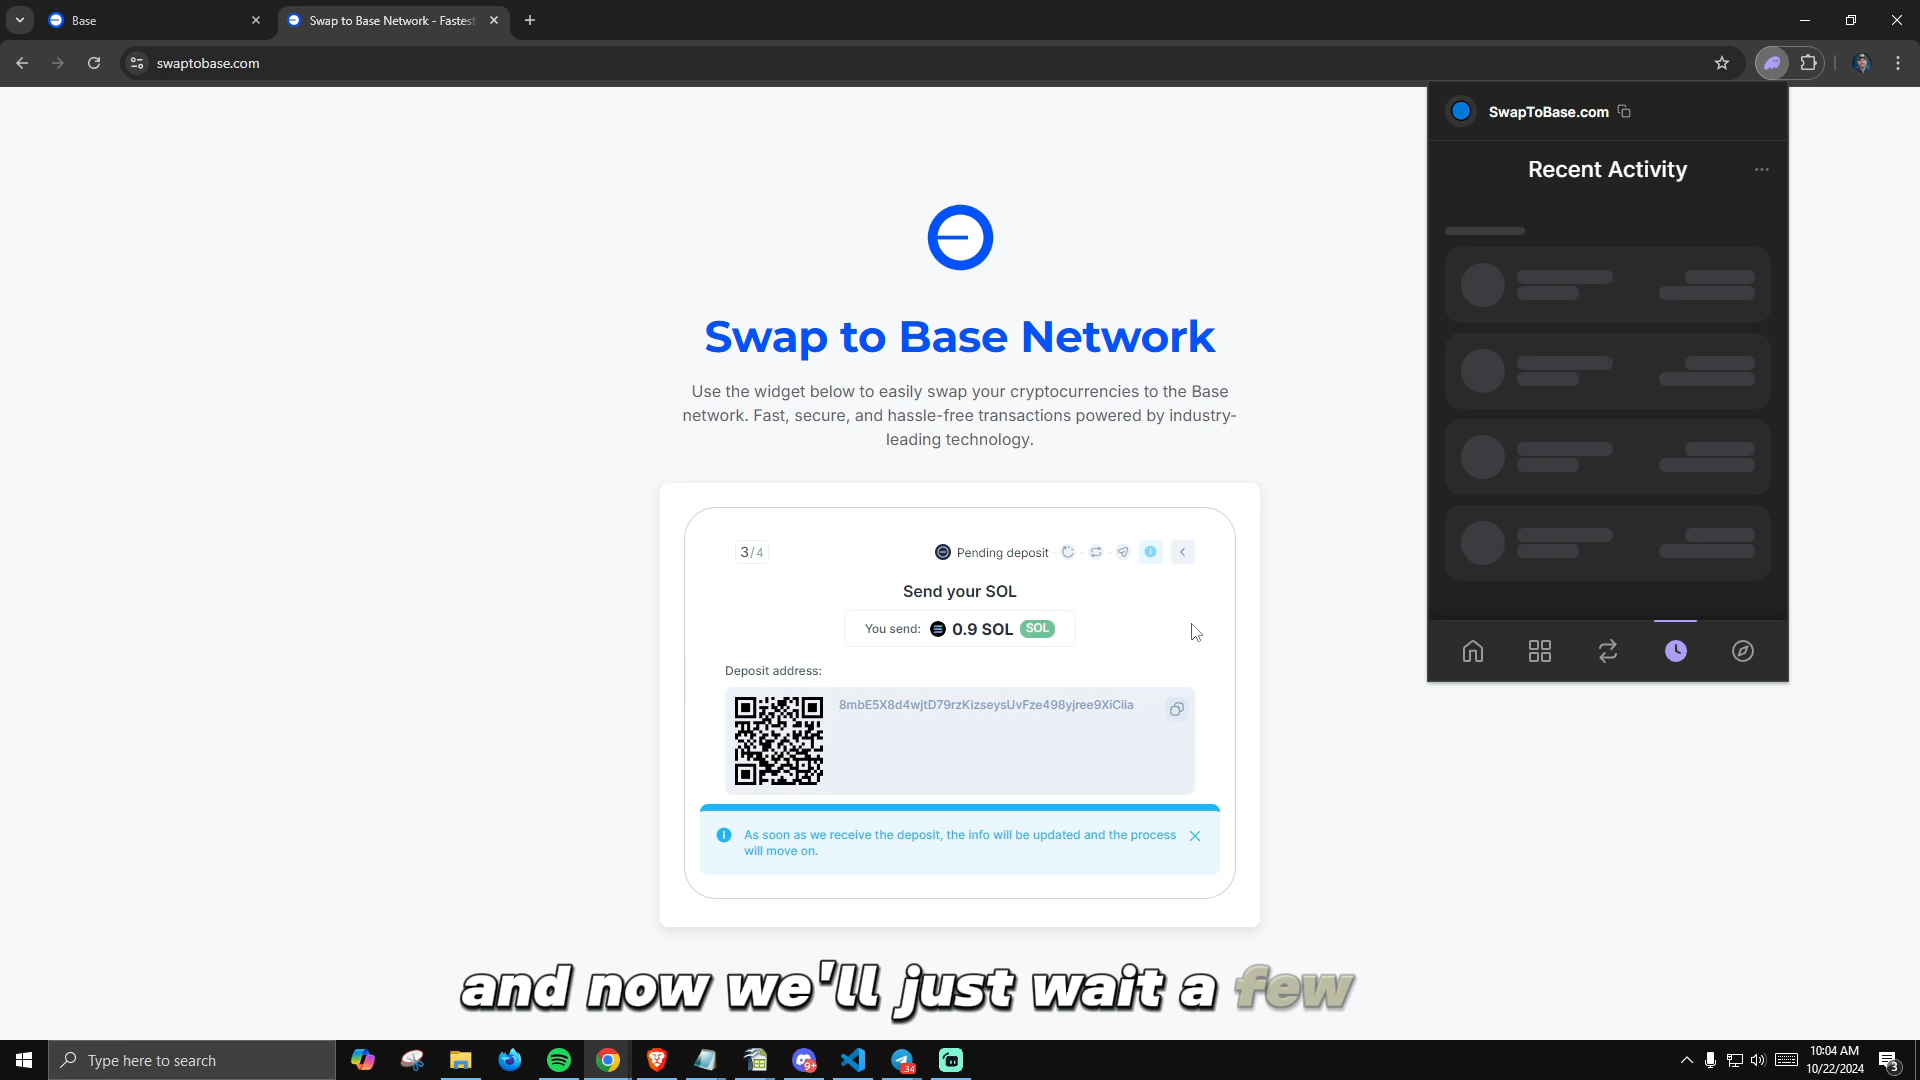 Base
Swap to Base Network - Fastest
swaptobase.com
SwapToBase.com
Recent Activity
Swap to Base Network
Use the widget below to easily swap your cryptocurrencies to the Base
network. Fast, secure, and hassle-free transactions powered by industry-
leading technology.
3/4
Pending deposit
Send your SOL
You send: 0.9 SOL SOL
Deposit address:
8mbE5X8d4wjtD79rzKizseysUvFze498yjree9XiCiia
As soon as we receive the deposit, the info will be updated and the process
will move on.
and now we'll just wait a few
Type here to search
9+
34
10:04 AM
10/22/2024
3